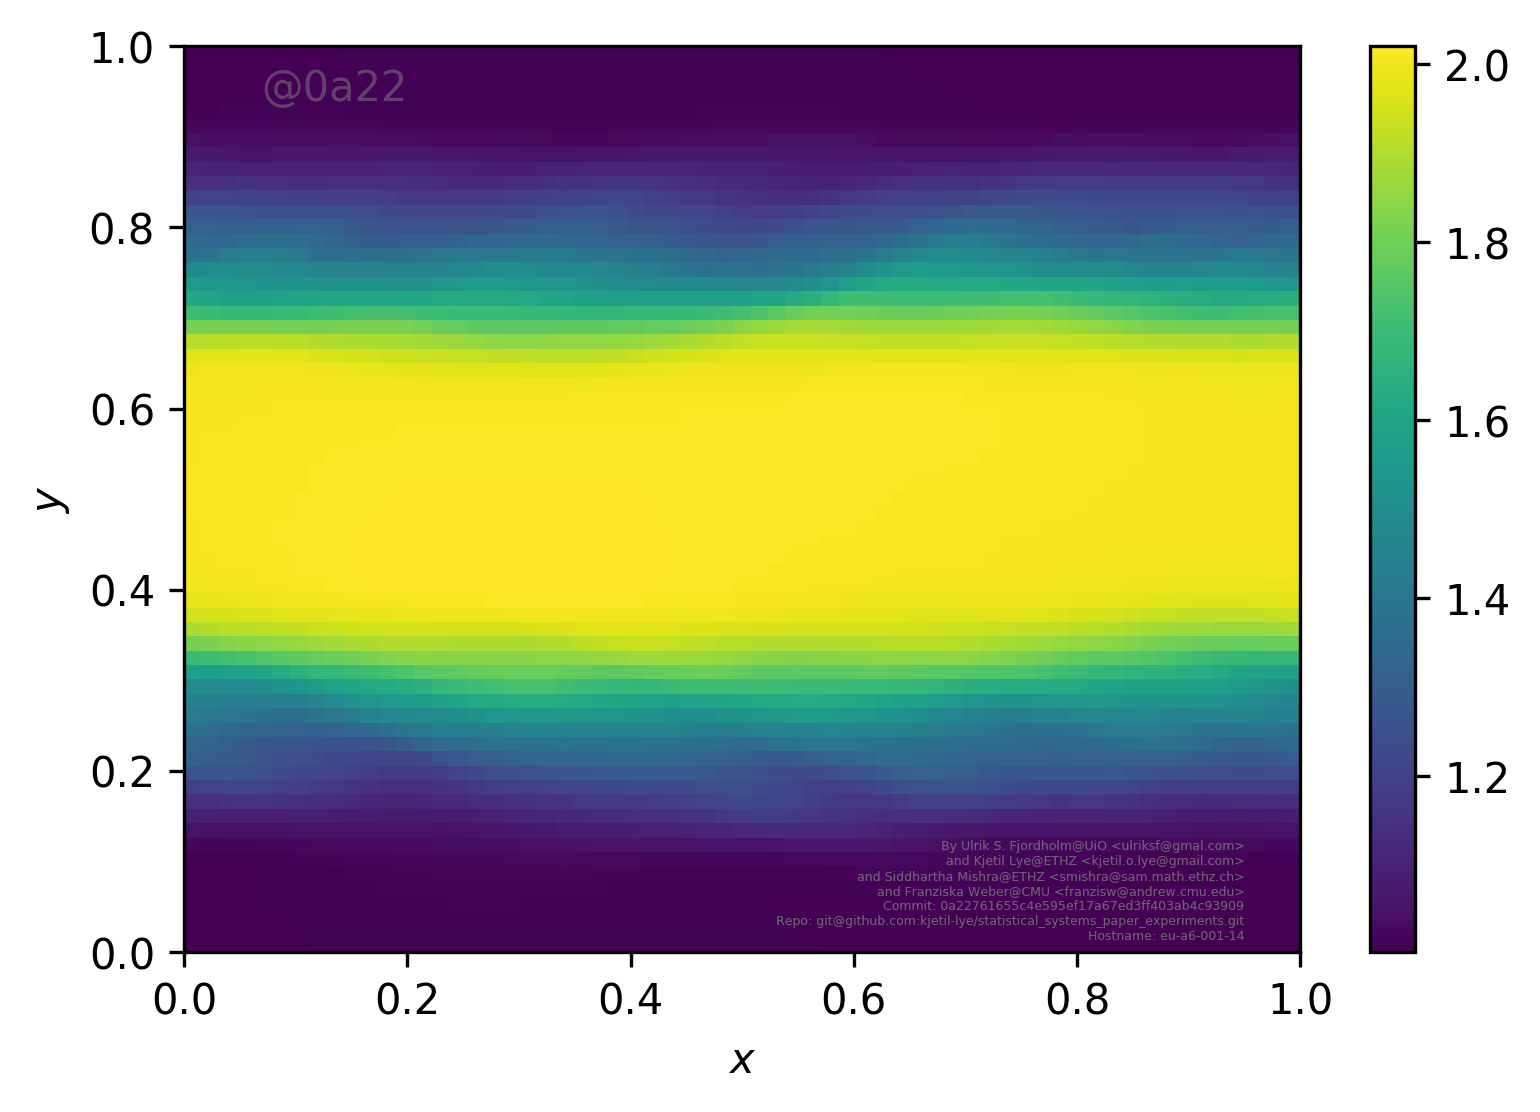 1.0
@0a22
2.0
0.8
1.8
0.6
1.6
y
0.4
1.4
0.2
1.2
By Ulrik S. Fjordholm@UiO <ulriksf@gmal.com>
and Kjetil Lye@ETHZ <kjetil.o.lye@gmail.com>
and Siddhartha Mishra@ETHZ <smishra@sam.math.ethz.ch>
and Franziska Weber@CMU <franzisw@andrew.cmu.edu>
Commit: 0a22761655c4e595ef17a67ed3ff403ab4c93909
Repo: git@github.com:kjetil-lye/statistical_systems_paper_experiments.git
Hostname: eu-a6-001-14
0.0
0.0 0.2 0.4 0.6 0.8 1.0
x